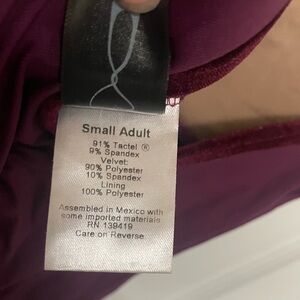 Small Adult
91% Tactel ®
9% Spandex
Velvet:
90% Polyester
10% Spandex
Lining
100% Polyester
Assembled in Mexico with
some imported materials
RN 139419
Care on Reverse